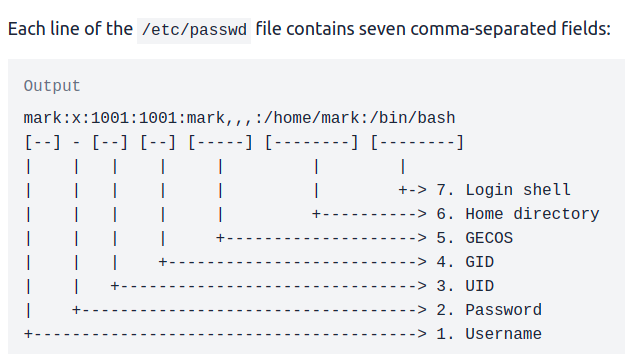 Each line of the /etc/passwd file contains seven comma-separated fields:
Output
mark:x:1001:1001:mark,,,:/home/mark:/bin/bash
[--] - [--] [--] [-----] [--------] [--------]
|    |   |    |     |         |        |
|    |   |    |     |         |        +-> 7. Login shell
|    |   |    |     |         +----------> 6. Home directory
|    |   |    |     +--------------------> 5. GECOS
|    |   |    +--------------------------> 4. GID
|    |   +-------------------------------> 3. UID
|    +-----------------------------------> 2. Password
+----------------------------------------> 1. Username